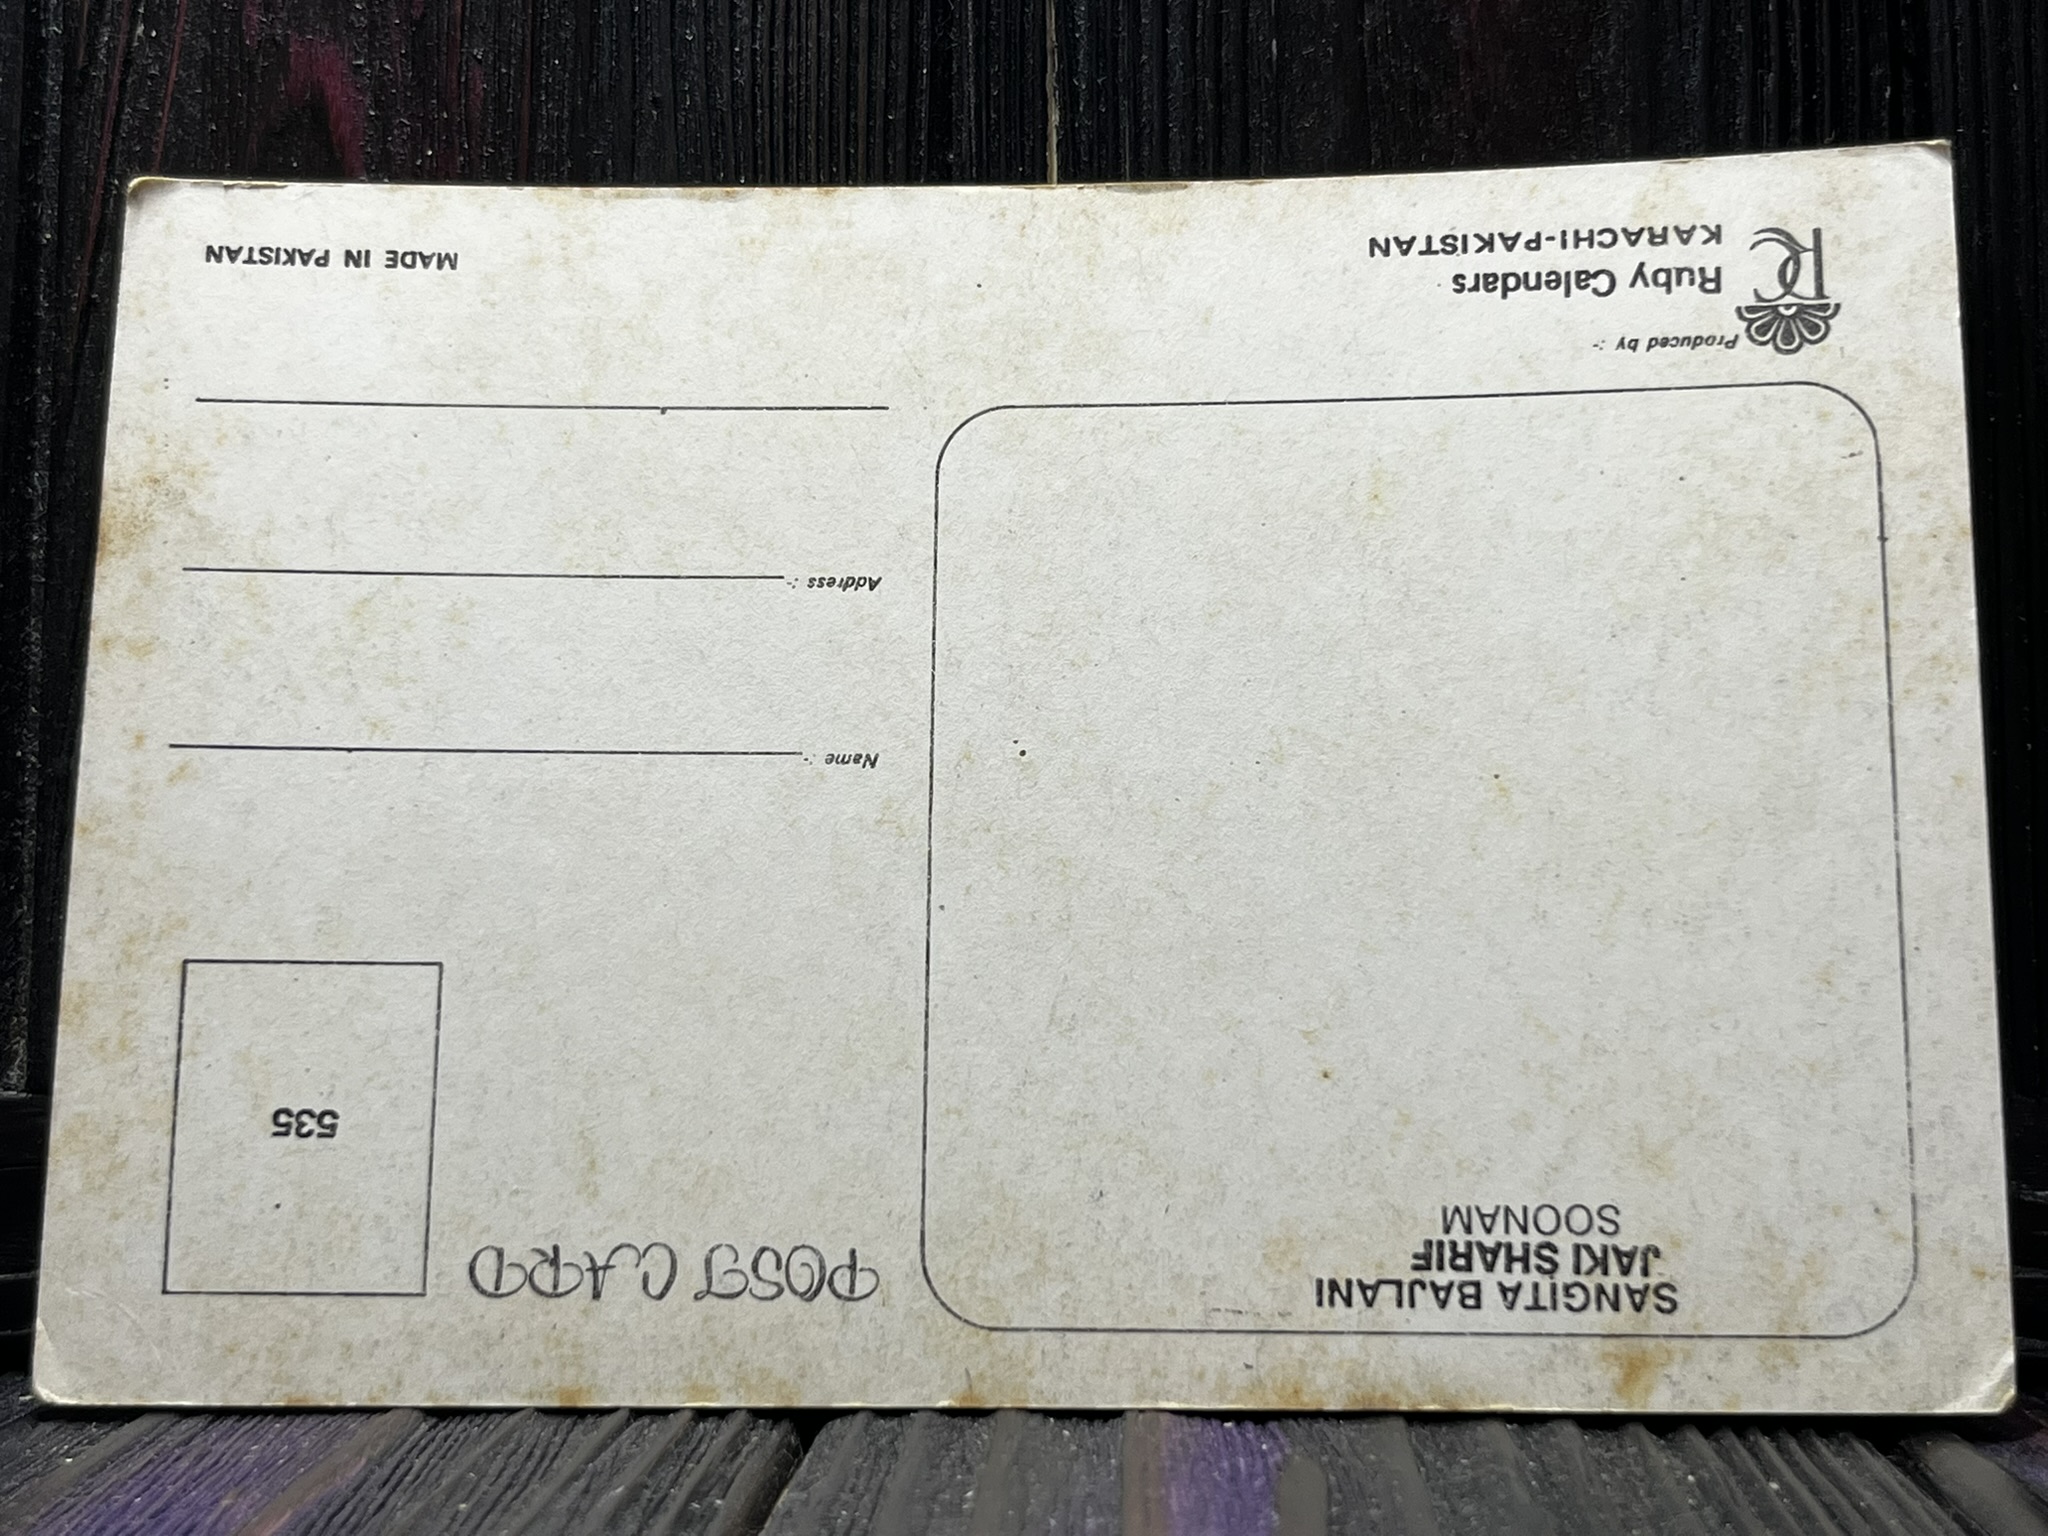 SANGITA BAJLANI
JAKI SHARIF
SOONAM
POST CARD
535
Name :-
Address :-
Produced by :-
RC
Ruby Calendars
KARACHI-PAKISTAN
MADE IN PAKISTAN